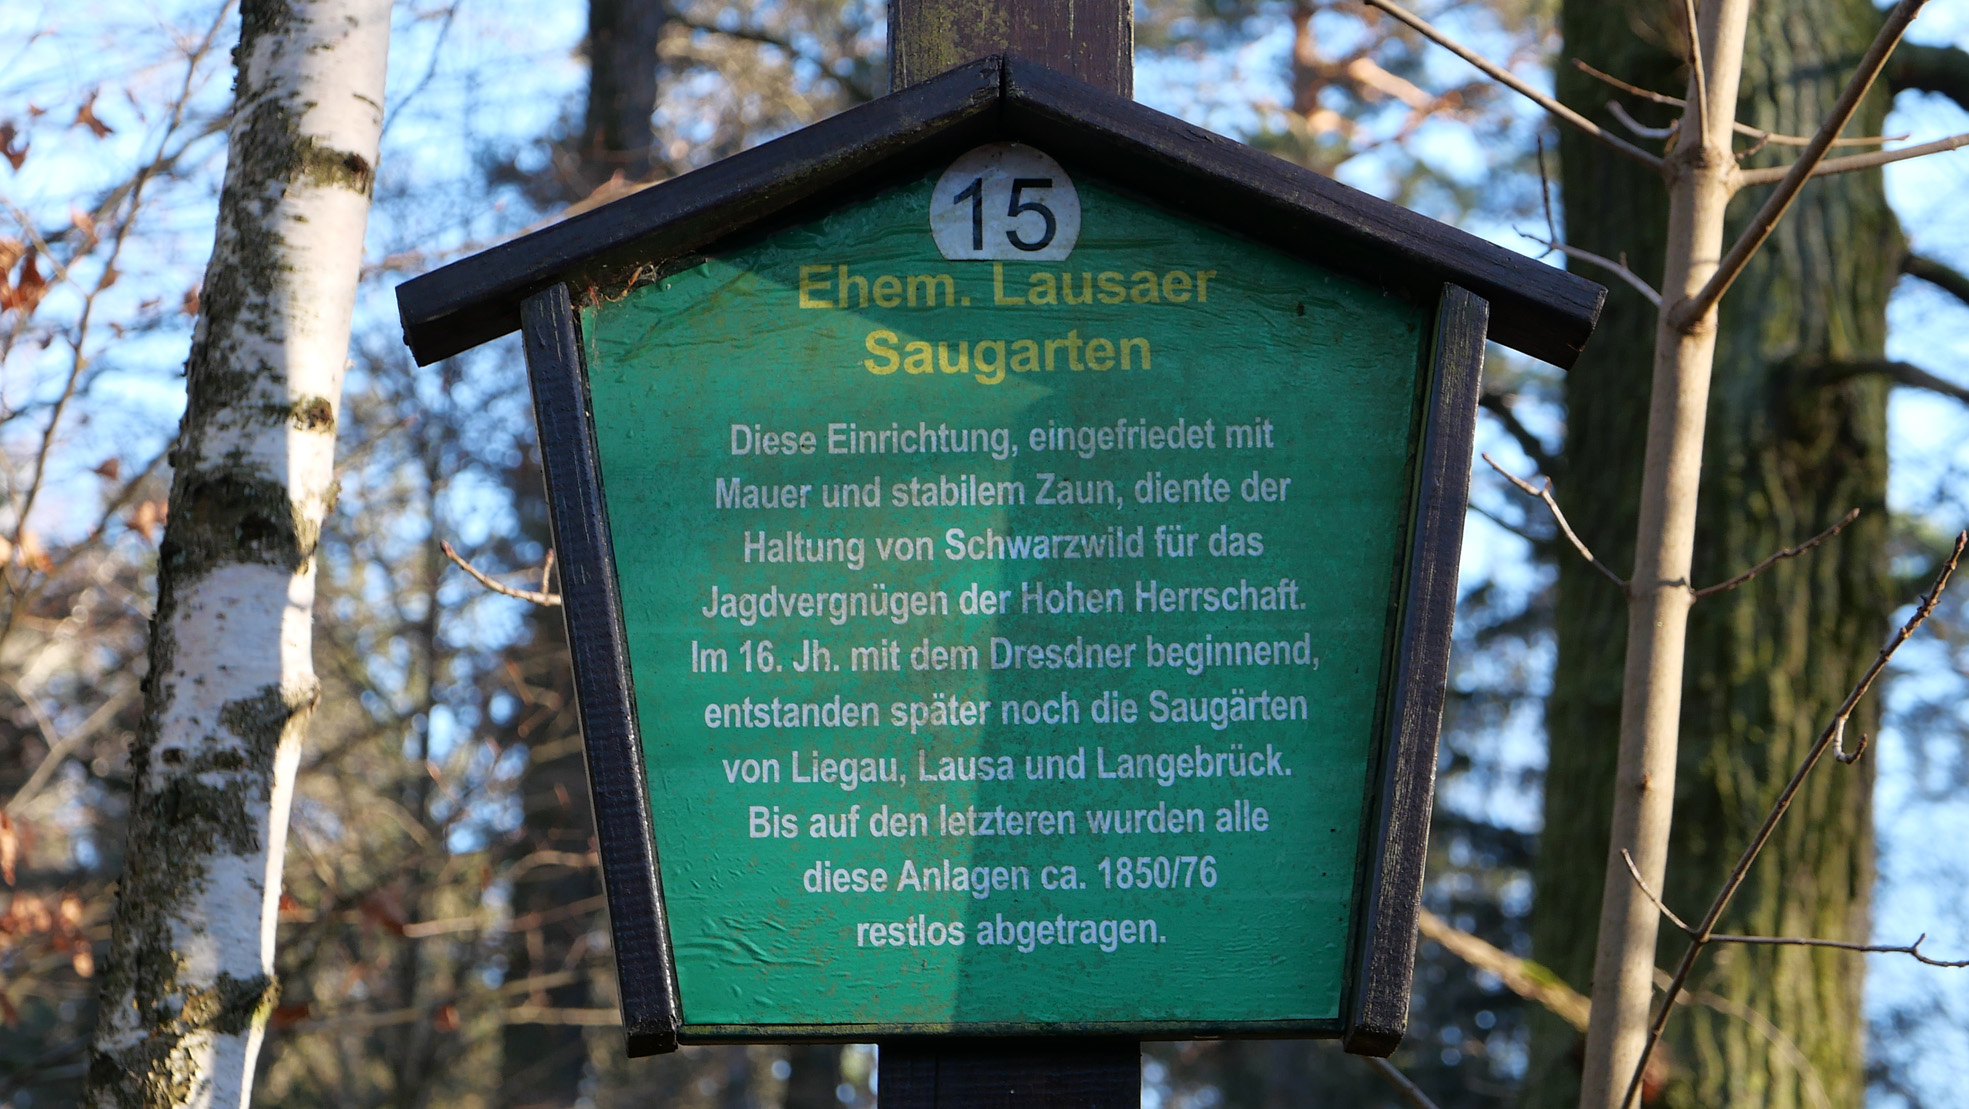 15
Ehem. Lausaer
Saugarten
Diese Einrichtung, eingefriedet mit
Mauer und stabilem Zaun, diente der
Haltung von Schwarzwild für das
Jagdvergnügen der Hohen Herrschaft.
Im 16. Jh. mit dem Dresdner beginnend,
entstanden später noch die Saugärten
von Liegau, Lausa und Langebrück.
Bis auf den letzteren wurden alle
diese Anlagen ca. 1850/76
restlos abgetragen.